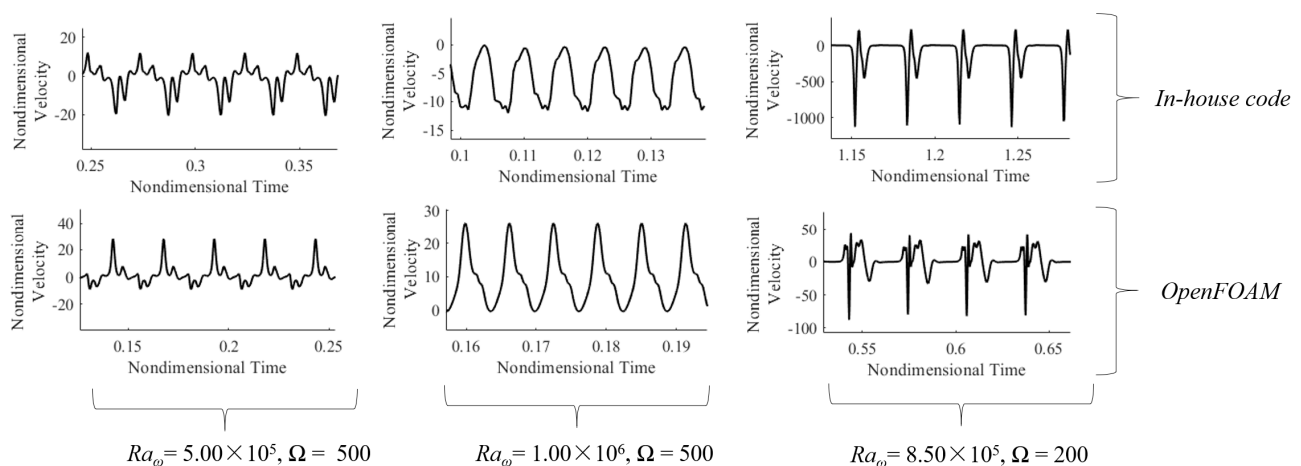 20
0
-20
Nondimensional
Velocity
0.25
0.3
0.35
Nondimensional Time
0
-5
-10
-15
Nondimensional
Velocity
0.1
0.11
0.12
0.13
Nondimensional Time
0
-500
-1000
Nondimensional
Velocity
1.15
1.2
1.25
Nondimensional Time
In-house code
40
20
0
-20
Nondimensional
Velocity
0.15
0.2
0.25
Nondimensional Time
30
20
10
0
Nondimensional
Velocity
0.16
0.17
0.18
0.19
Nondimensional Time
50
0
-50
-100
Nondimensional
Velocity
0.55
0.6
0.65
Nondimensional Time
OpenFOAM
Raω= 5.00×10⁵, Ω = 500
Raω= 1.00×10⁶, Ω = 500
Raω= 8.50×10⁵, Ω = 200